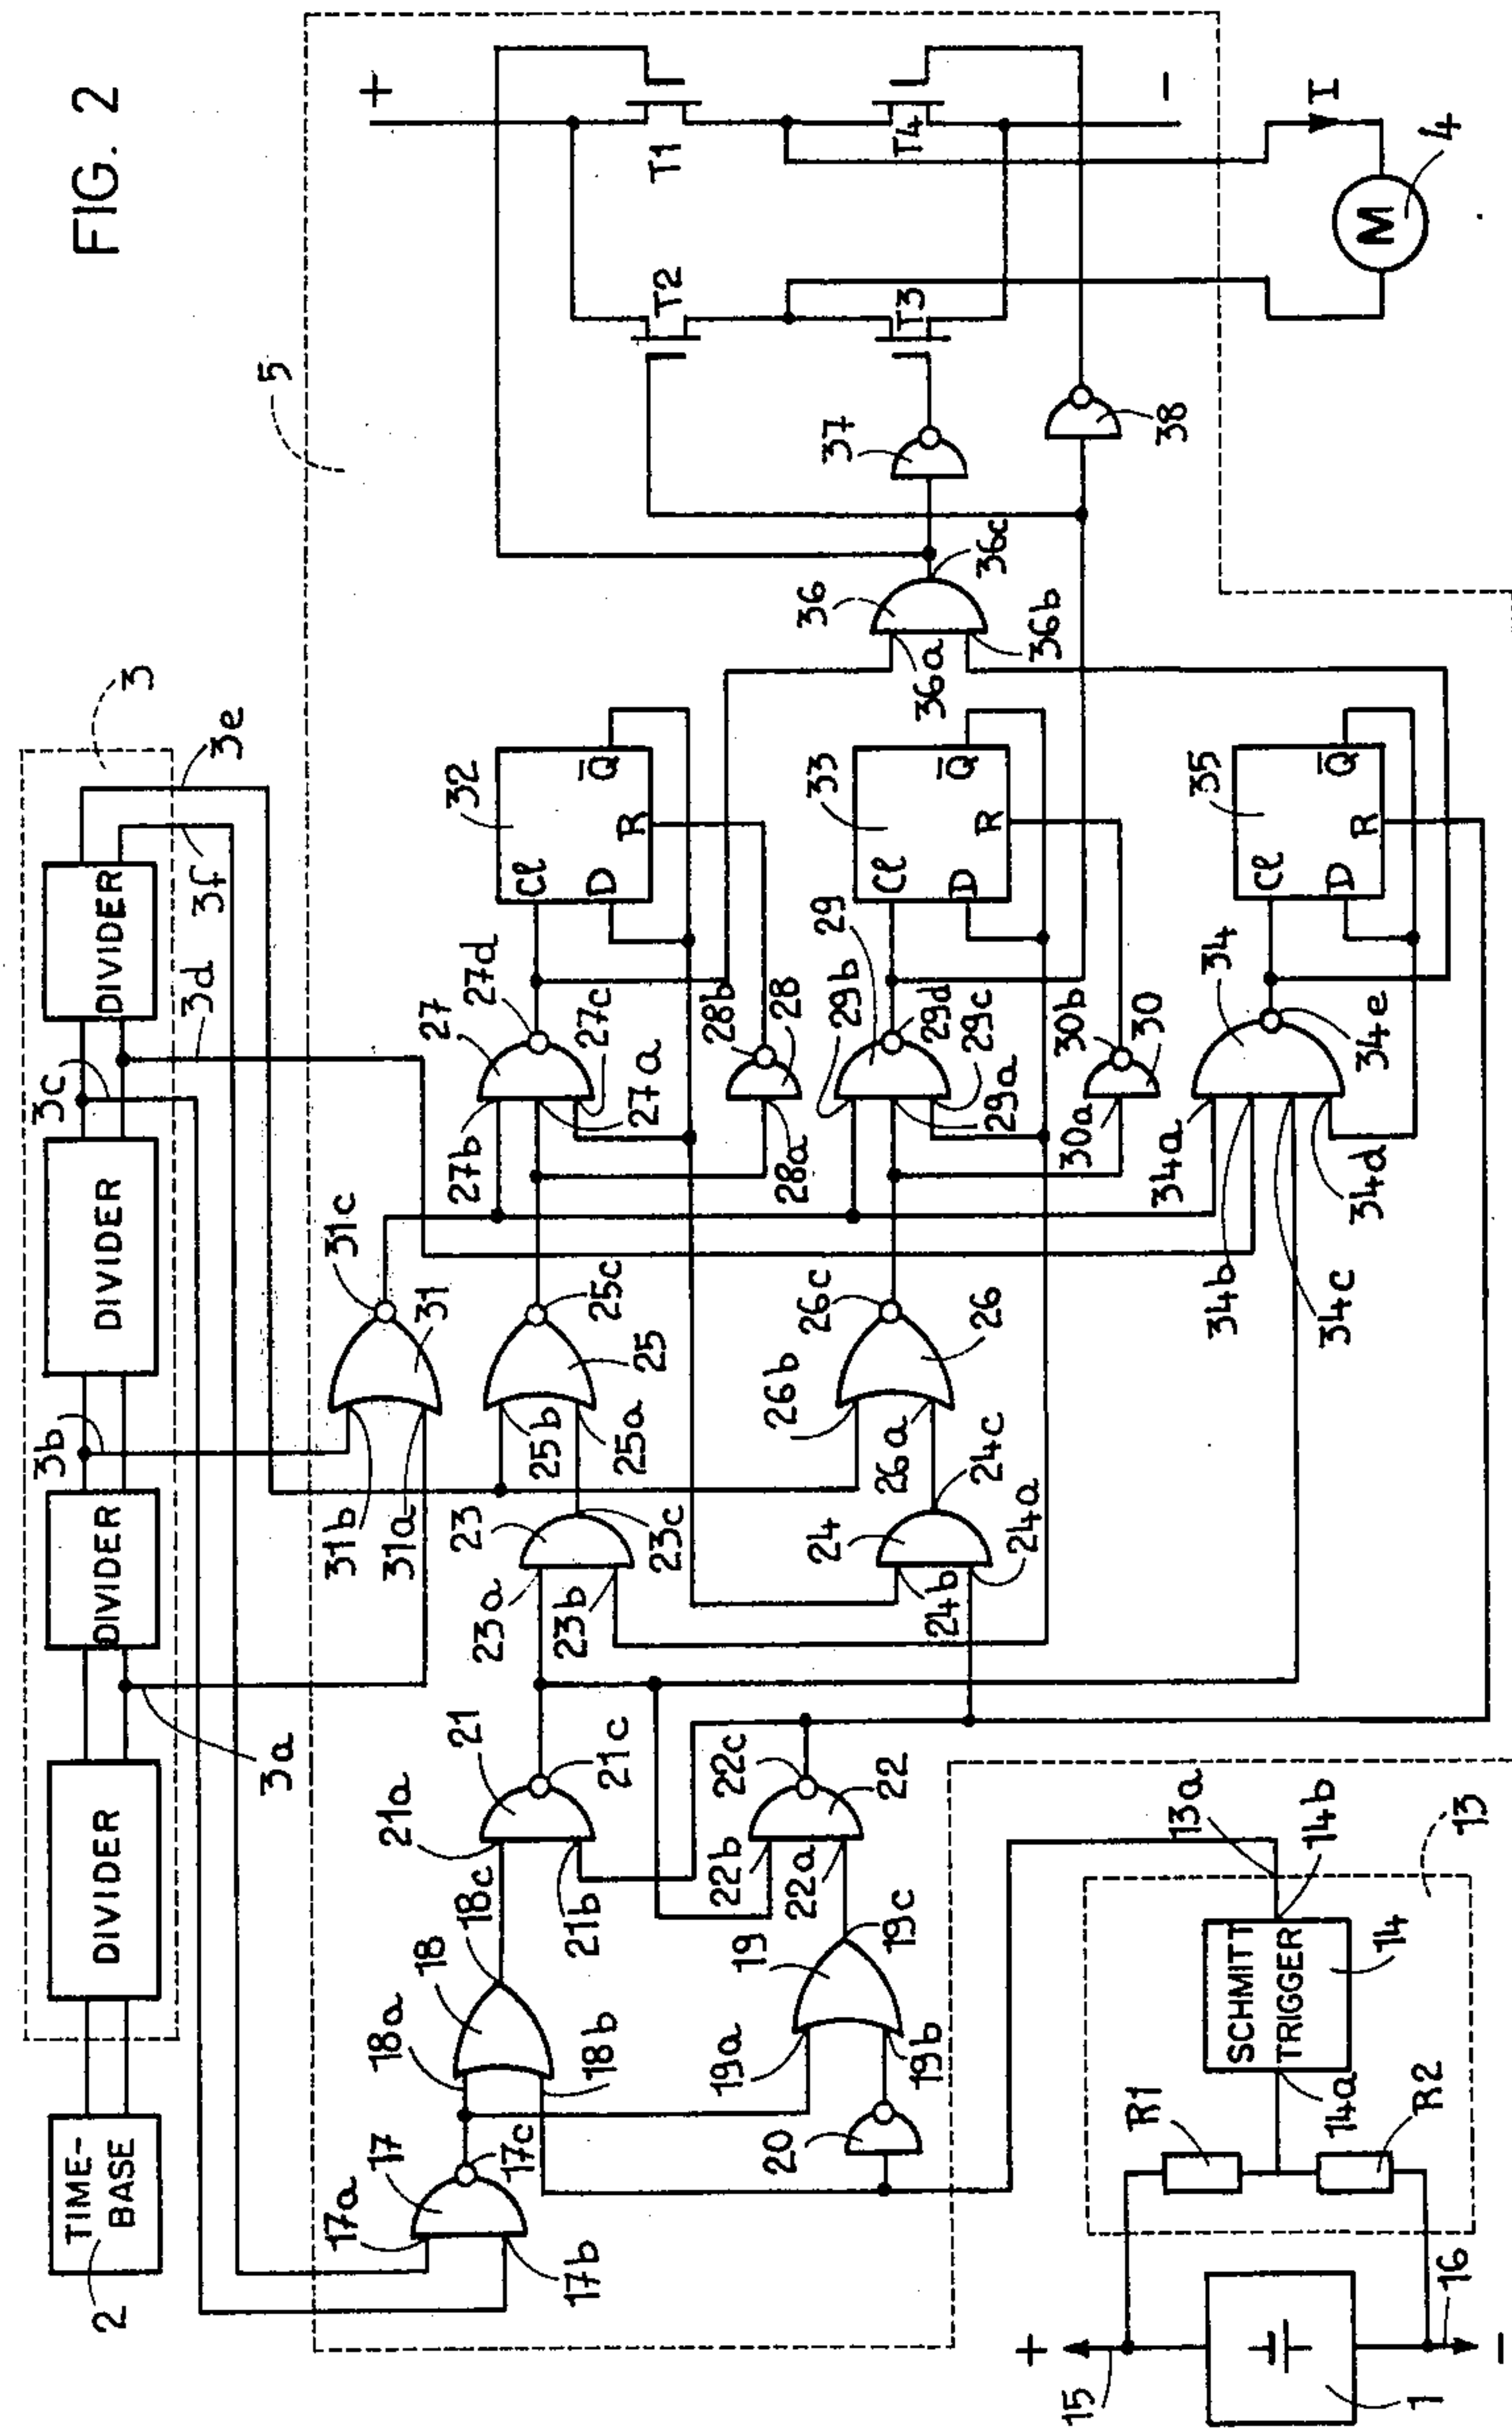 FIG. 2
TIME-
BASE
2
DIVIDER
3a
DIVIDER
3b
DIVIDER
3c
3d
DIVIDER
3f
3e
3
5
17a
17
17c
17b
18a
18
18c
18b
19a
19
19c
19b
20
21a
21
21c
21b
22b
22a
22c
22
23a
23
23b
23c
24
24b
24c
24a
25b
25a
25c
25
26b
26a
26c
26
31b
31a
31c
31
27b
27
27d
27c
27a
28b
28
28a
29b
29
29d
29c
29a
30b
30
30a
32
Cl
D
Q̄
R
33
Cl
D
Q̄
R
34a
34
34b
34c
34d
34e
35
Cl
D
Q̄
R
36
36a
36b
36c
37
38
T1
T2
T3
T4
+
-
I
M
4
15
+
16
-
1
R1
R2
14a
SCHMITT
TRIGGER
14
14b
13a
13